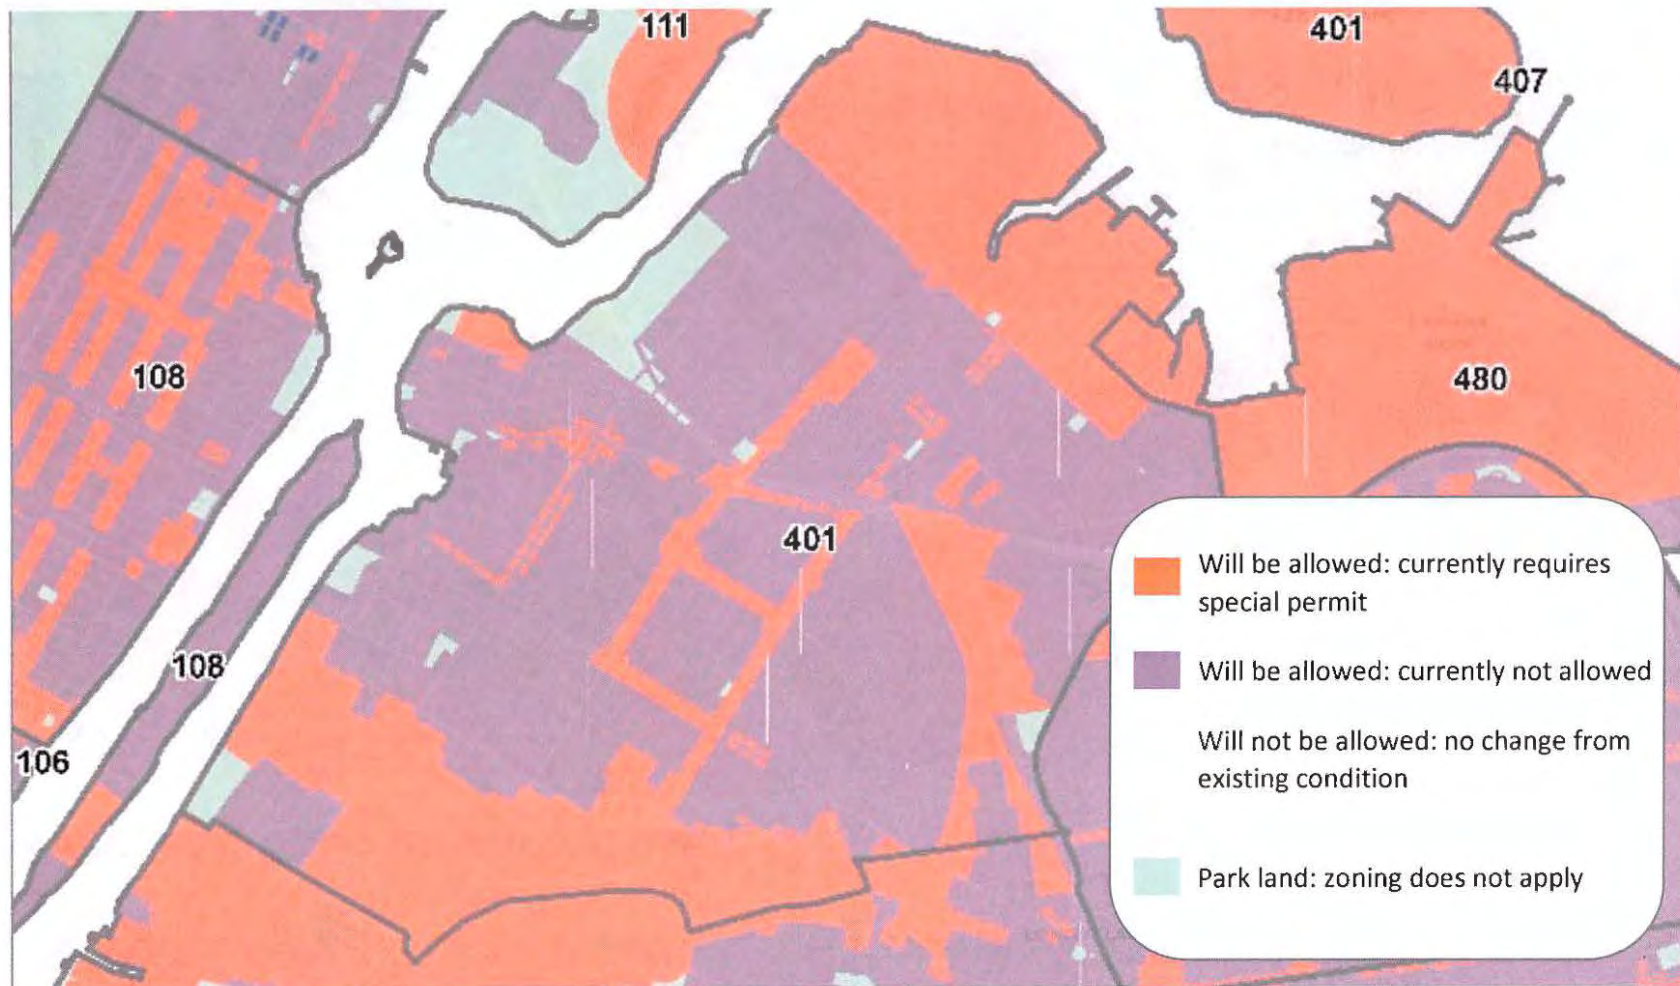 111
401
407
108
480
401
108
106
Will be allowed: currently requires
special permit
Will be allowed: currently not allowed
Will not be allowed: no change from
existing condition
Park land: zoning does not apply